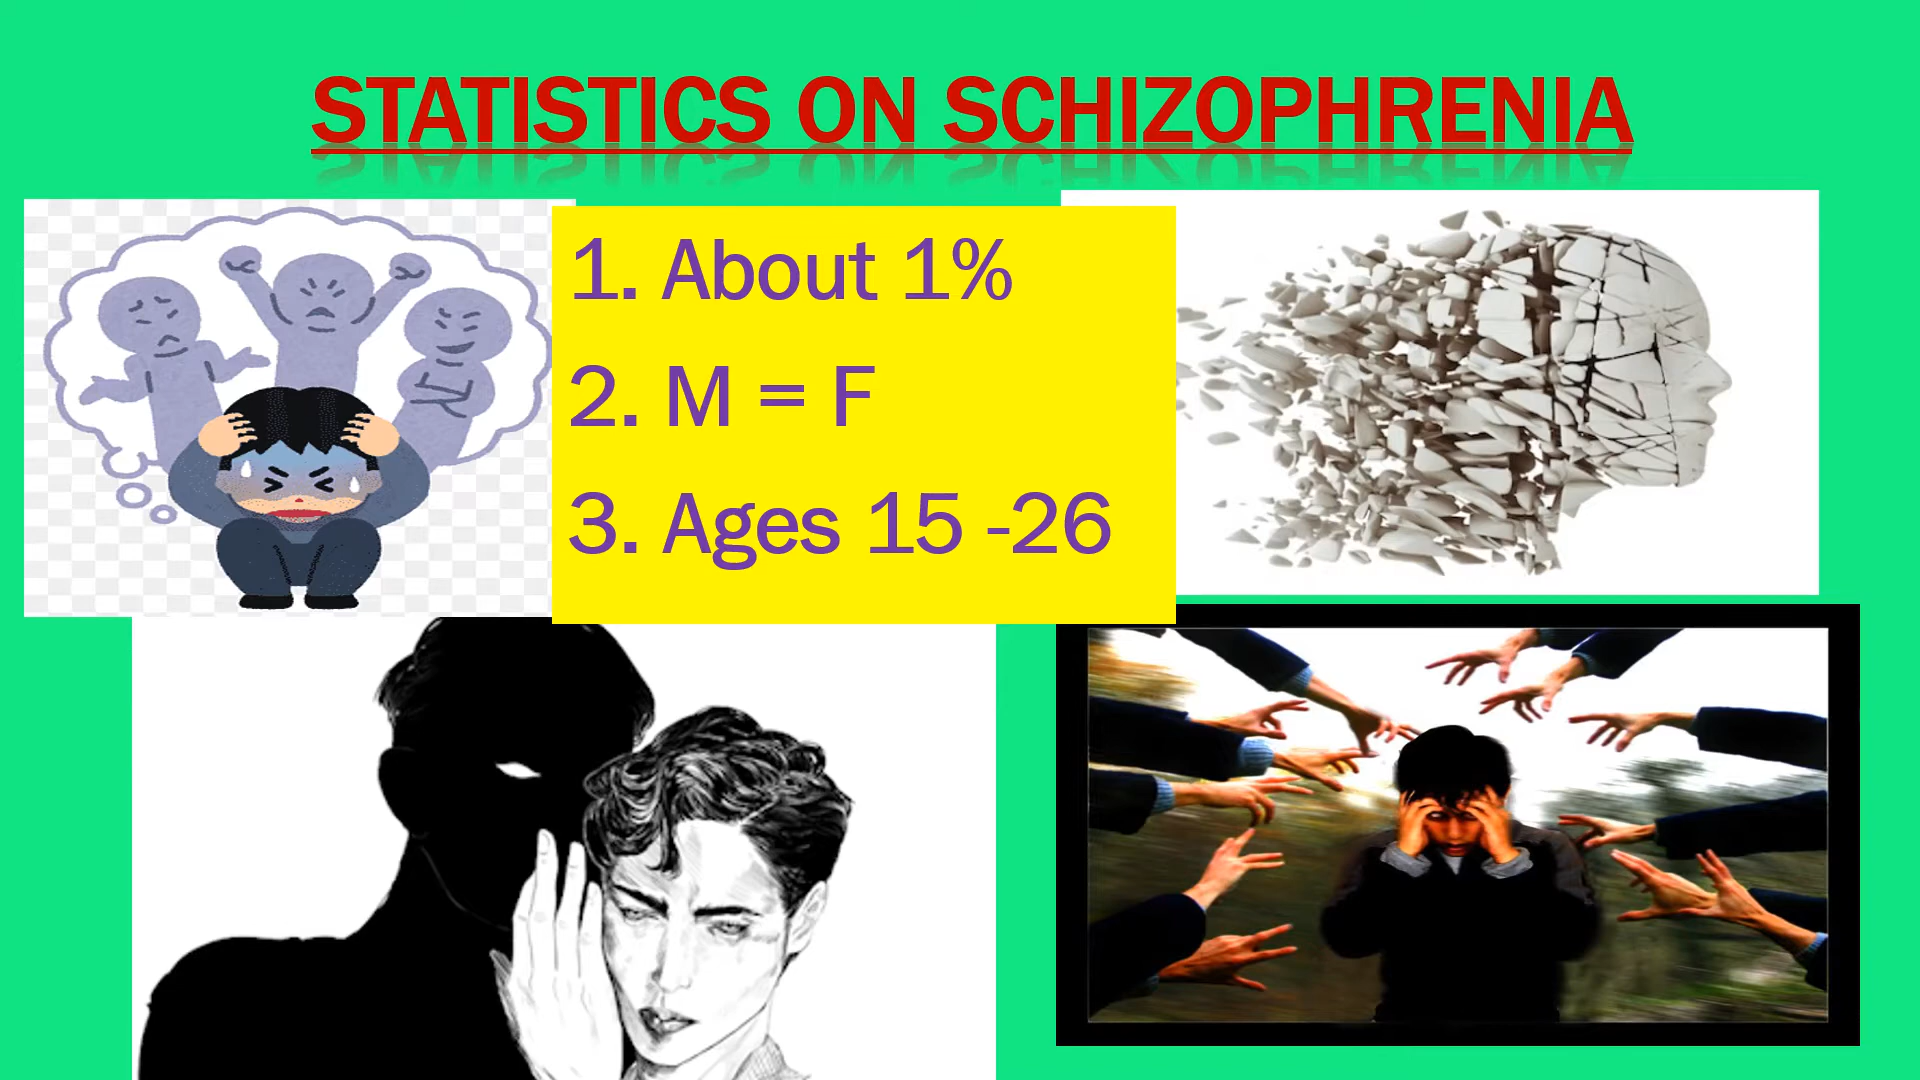 STATISTICS ON SCHIZOPHRENIA
1. About 1%
2. M = F
3. Ages 15 -26